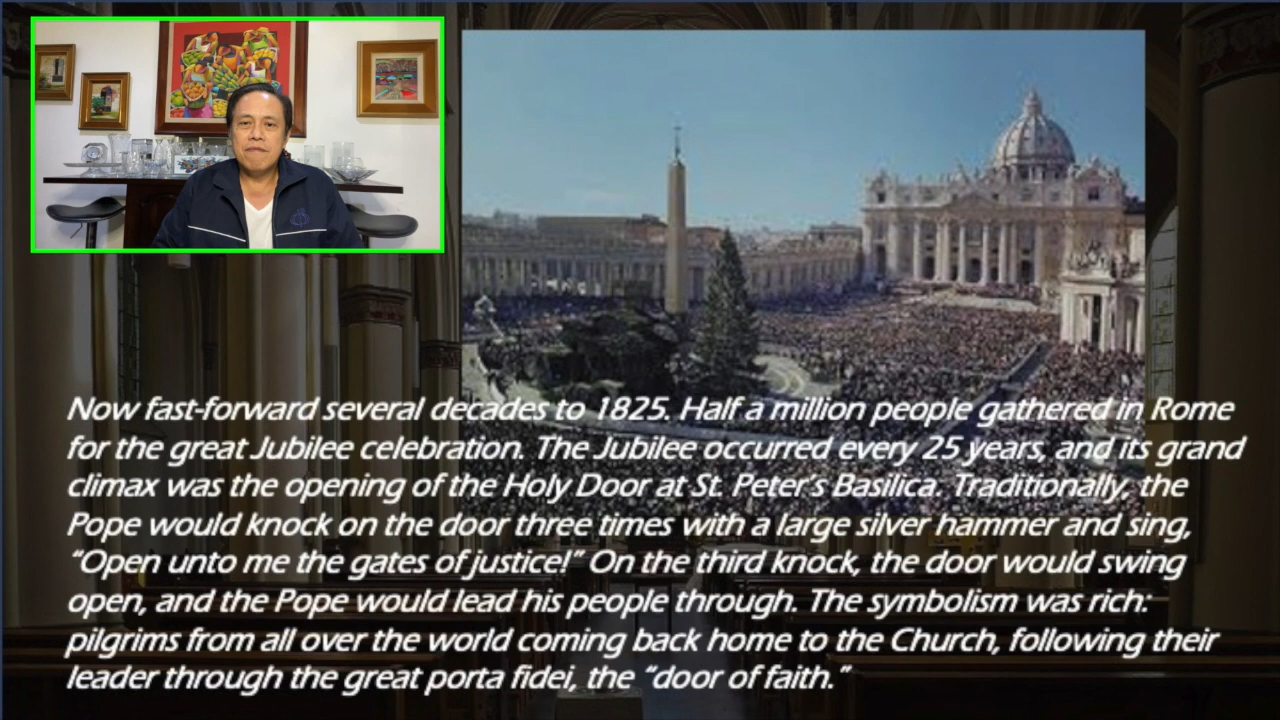 Now fast-forward several decades to 1825. Half a million people gathered in Rome
for the great Jubilee celebration. The Jubilee occurred every 25 years, and its grand
climax was the opening of the Holy Door at St. Peter's Basilica. Traditionally, the
Pope would knock on the door three times with a large silver hammer and sing,
“Open unto me the gates of justice!” On the third knock, the door would swing
open, and the Pope would lead his people through. The symbolism was rich:
pilgrims from all over the world coming back home to the Church, following their
leader through the great porta fidei, the “door of faith.”